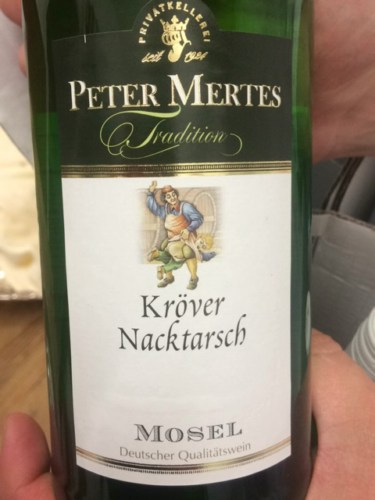 PRIVATKELLEREI
seit 1924
PETER MERTES
Tradition
Kröver
Nacktarsch
MOSEL
Deutscher Qualitätswein